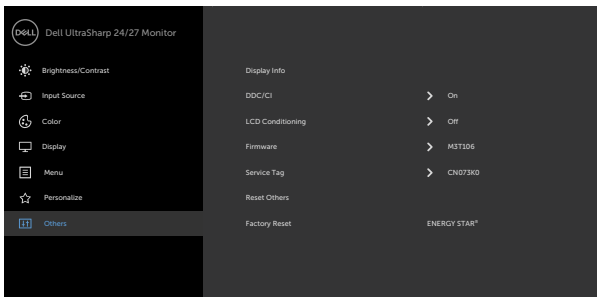 DELL Dell UltraSharp 24/27 Monitor
Brightness/Contrast Display Info
Input Source DDC/CI On
Color LCD Conditioning Off
Display Firmware M3T106
Menu Service Tag CN073K0
Personalize Reset Others
Others Factory Reset ENERGY STAR®